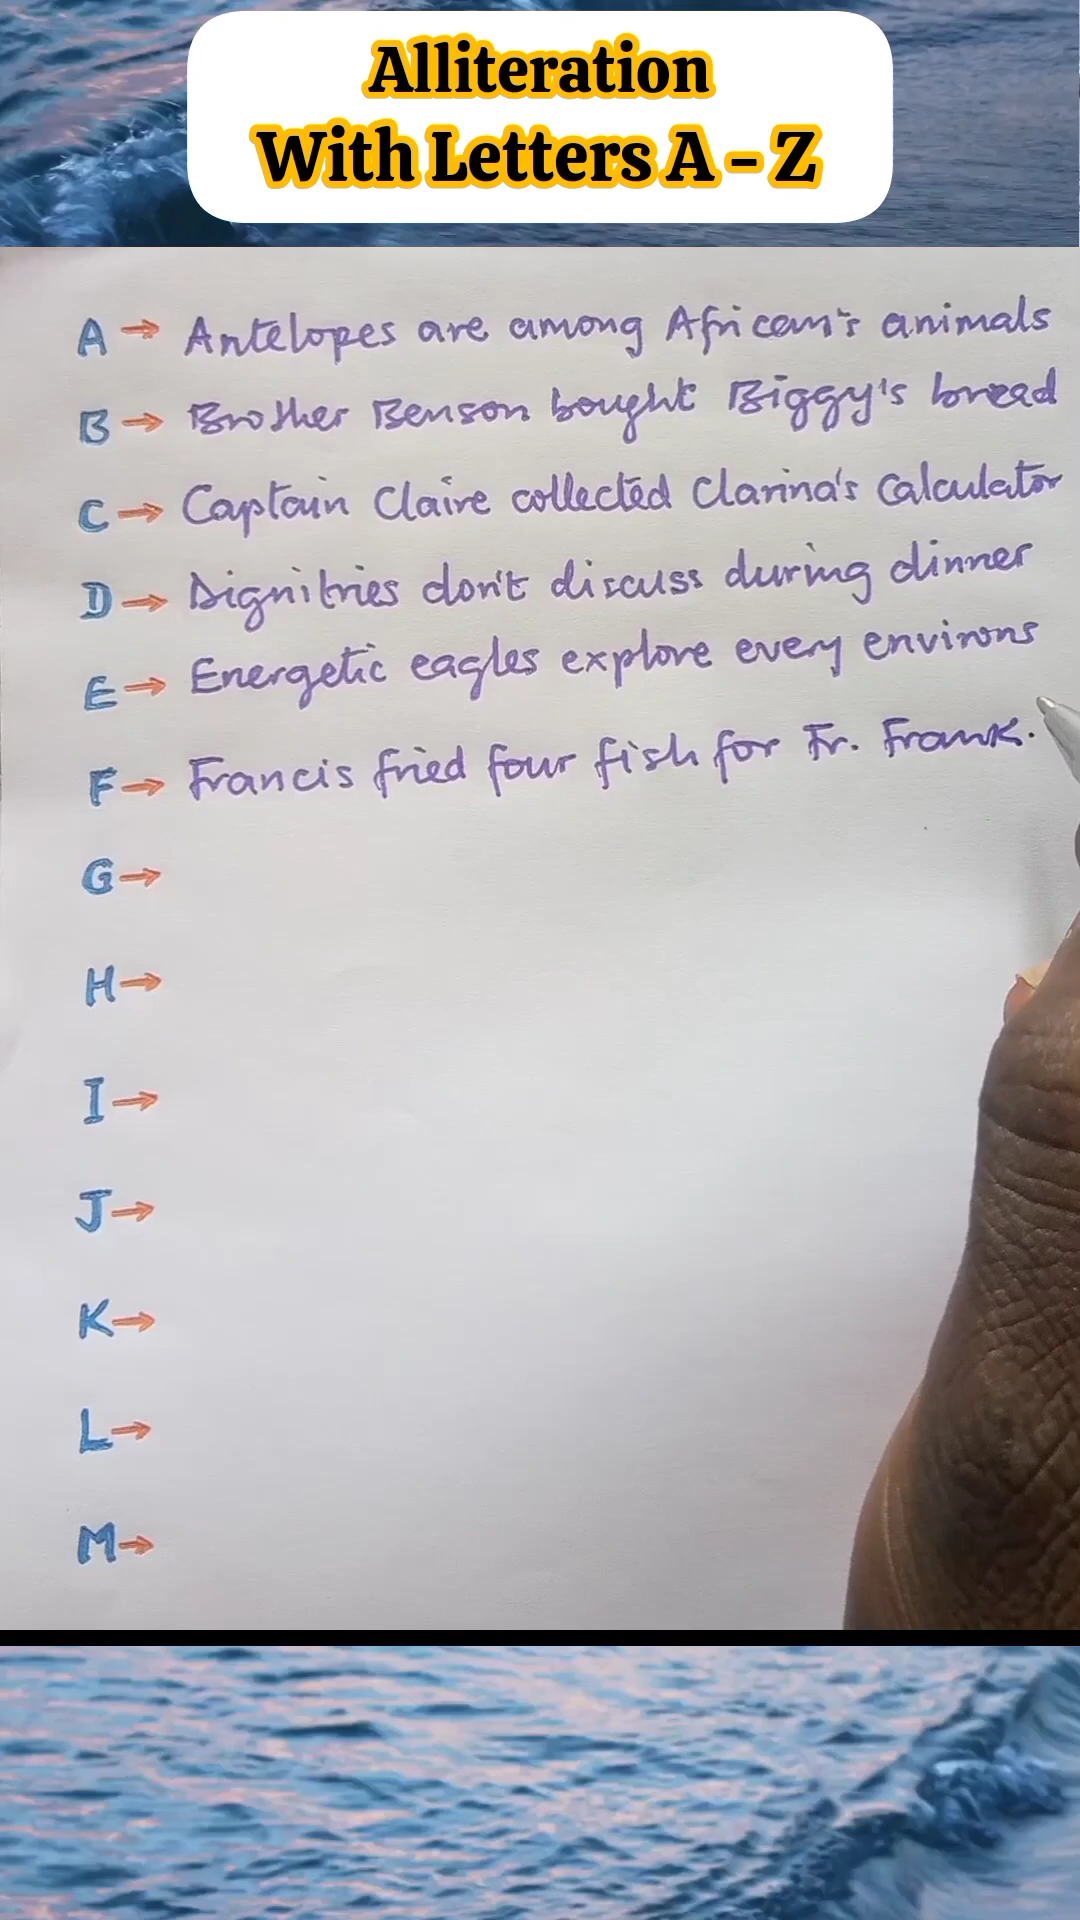 Alliteration
With Letters A - Z
A → Antelopes are among African's animals
B → Brother Benson bought Biggy's bread
C → Captain Claire collected Clarina's Calculator
D → Dignitries don't discuss during dinner
E → Energetic eagles explore every environs
F → Francis fried four fish for Fr. Frank.
G →
H →
I →
J →
K →
L →
M →